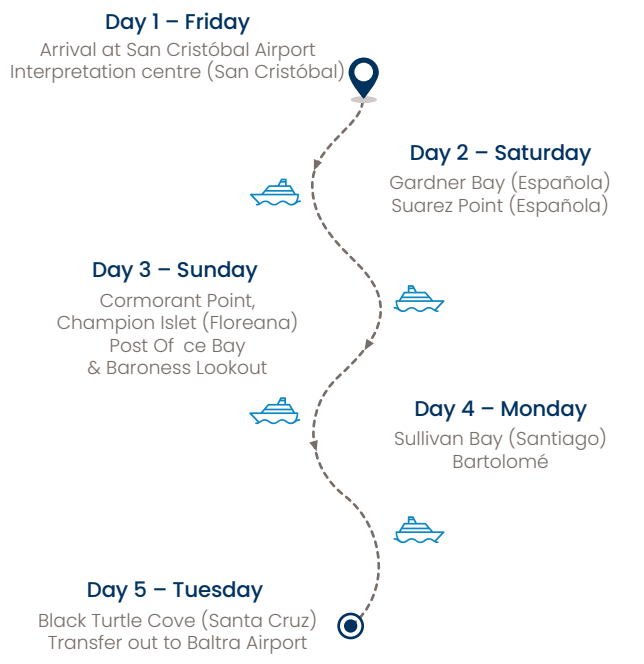 Day 1 – Friday
Arrival at San Cristóbal Airport
Interpretation centre (San Cristóbal)
Day 2 – Saturday
Gardner Bay (Española)
Suarez Point (Española)
Day 3 – Sunday
Cormorant Point,
Champion Islet (Floreana)
Post Of ce Bay
& Baroness Lookout
Day 4 – Monday
Sullivan Bay (Santiago)
Bartolomé
Day 5 – Tuesday
Black Turtle Cove (Santa Cruz)
Transfer out to Baltra Airport